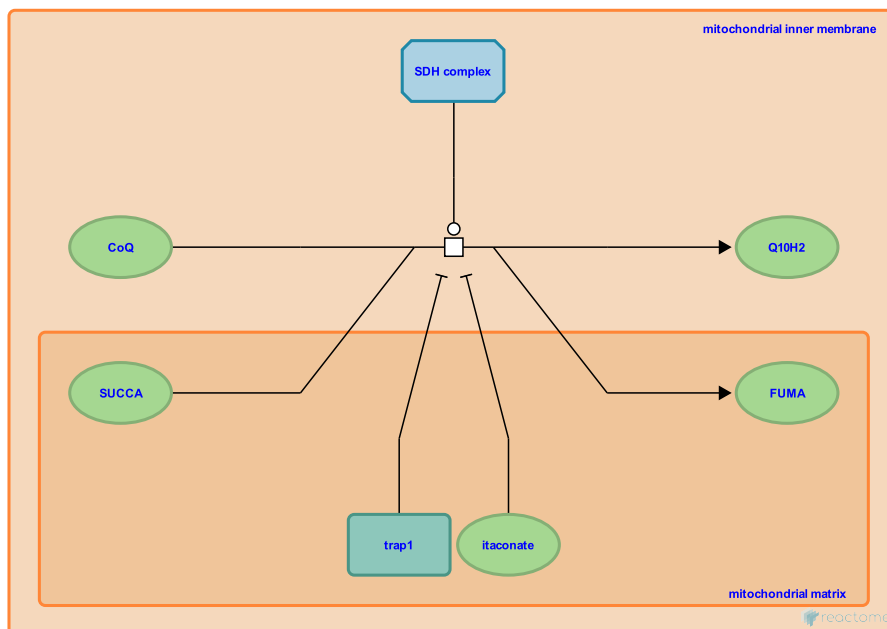 mitochondrial inner membrane
SDH complex
CoQ
Q10H2
SUCCA
FUMA
trap1
itaconate
mitochondrial matrix
reactome